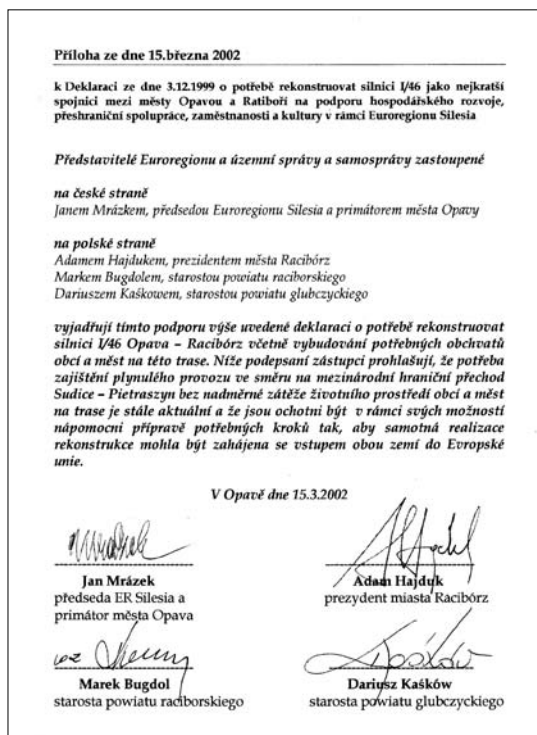 Příloha ze dne 15.března 2002
k Deklaraci ze dne 3.12.1999 o potřebě rekonstruovat silnici I/46 jako nejkratší
spojnici mezi městy Opavou a Ratiboří na podporu hospodářského rozvoje,
přeshraniční spolupráce, zaměstnanosti a kultury v rámci Euroregionu Silesia
Představitelé Euroregionu a územní správy a samosprávy zastoupené
na české straně
Janem Mrázkem, předsedou Euroregionu Silesia a primátorem města Opavy
na polské straně
Adamem Hajdukem, prezidentem města Racibórz
Markem Bugdolem, starostou powiatu raciborskiego
Dariuszem Kaśkowem, starostou powiatu glubczyckiego
vyjadřují tímto podporu výše uvedené deklaraci o potřebě rekonstruovat
silnici I/46 Opava – Racibórz včetně vybudování potřebných obchvatů
obcí a měst na této trase. Níže podepsaní zástupci prohlašují, že potřeba
zajištění plynulého provozu ve směru na mezinárodní hraniční přechod
Sudice – Pietraszyn bez nadměrné zátěže životního prostředí obcí a měst
na trase je stále aktuální a že jsou ochotni být v rámci svých možností
nápomocni přípravě potřebných kroků tak, aby samotná realizace
rekonstrukce mohla být zahájena se vstupem obou zemí do Evropské
unie.
V Opavě dne 15.3.2002
Jan Mrázek
předseda ER Silesia a
primátor města Opava
Adam Hajduk
prezydent miasta Racibórz
Marek Bugdol
starosta powiatu raciborskiego
Dariusz Kaśków
starosta powiatu glubczyckiego